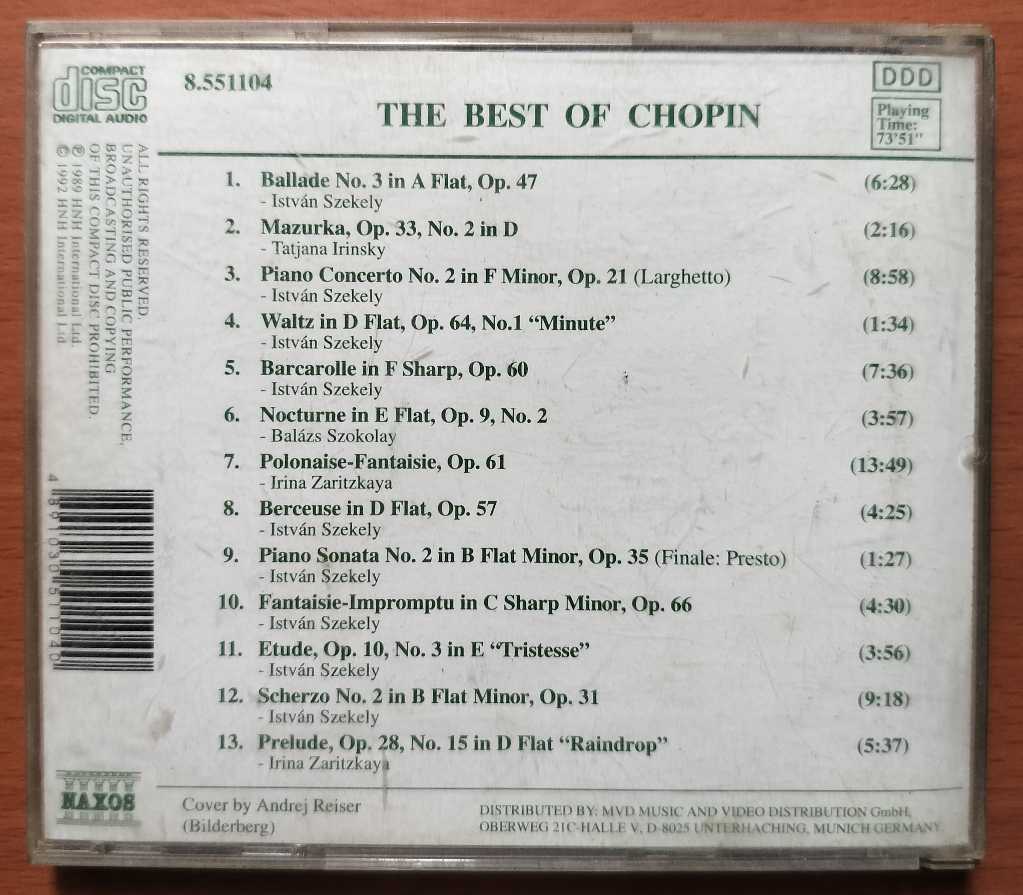 COMPACT
disc
DIGITAL AUDIO
8.551104
THE BEST OF CHOPIN
DDD
Playing
Time:
73'51"
ALL RIGHTS RESERVED.
UNAUTHORISED PUBLIC PERFORMANCE,
BROADCASTING AND COPYING
OF THIS COMPACT DISC PROHIBITED.
℗ 1989 HNH International Ltd.
© 1992 HNH International Ltd.
1. Ballade No. 3 in A Flat, Op. 47 (6:28)
- István Szekely
2. Mazurka, Op. 33, No. 2 in D (2:16)
- Tatjana Irinsky
3. Piano Concerto No. 2 in F Minor, Op. 21 (Larghetto) (8:58)
- István Szekely
4. Waltz in D Flat, Op. 64, No.1 “Minute” (1:34)
- István Szekely
5. Barcarolle in F Sharp, Op. 60 (7:36)
- István Szekely
6. Nocturne in E Flat, Op. 9, No. 2 (3:57)
- Balázs Szokolay
7. Polonaise-Fantaisie, Op. 61 (13:49)
- Irina Zaritzkaya
8. Berceuse in D Flat, Op. 57 (4:25)
- István Szekely
9. Piano Sonata No. 2 in B Flat Minor, Op. 35 (Finale: Presto) (1:27)
- István Szekely
10. Fantaisie-Impromptu in C Sharp Minor, Op. 66 (4:30)
- István Szekely
11. Etude, Op. 10, No. 3 in E “Tristesse” (3:56)
- István Szekely
12. Scherzo No. 2 in B Flat Minor, Op. 31 (9:18)
- István Szekely
13. Prelude, Op. 28, No. 15 in D Flat “Raindrop” (5:37)
- Irina Zaritzkaya
4 891030 511040
NAXOS
Cover by Andrej Reiser
(Bilderberg)
DISTRIBUTED BY: MVD MUSIC AND VIDEO DISTRIBUTION GmbH,
OBERWEG 21C-HALLE V, D-8025 UNTERHACHING, MUNICH GERMANY.